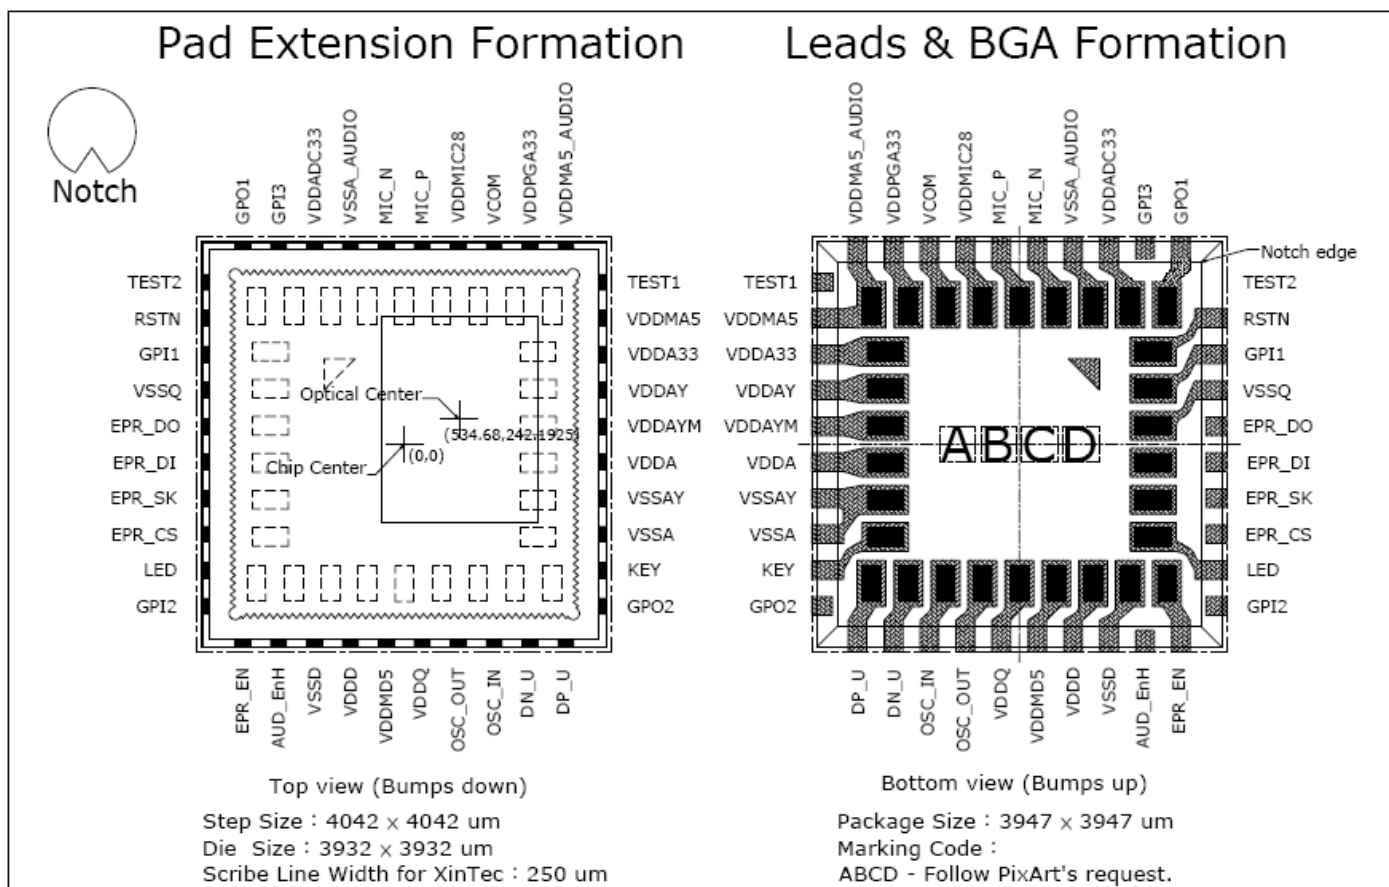 Pad Extension Formation
Leads & BGA Formation
Notch
GPO1
GPI3
VDDADC33
VSSA_AUDIO
MIC_N
MIC_P
VDDMIC28
VCOM
VDDPGA33
VDDMA5_AUDIO
TEST2
RSTN
GPI1
VSSQ
EPR_DO
EPR_DI
EPR_SK
EPR_CS
LED
GPI2
TEST1
VDDMA5
VDDA33
VDDAY
VDDAYM
VDDA
VSSAY
VSSA
KEY
GPO2
Optical Center
(534.68,242.1925)
Chip Center
(0,0)
EPR_EN
AUD_EnH
VSSD
VDDD
VDDMD5
VDDQ
OSC_OUT
OSC_IN
DN_U
DP_U
Top view (Bumps down)
Step Size : 4042 x 4042 um
Die Size : 3932 x 3932 um
Scribe Line Width for XinTec : 250 um
VDDMA5_AUDIO
VDDPGA33
VCOM
VDDMIC28
MIC_P
MIC_N
VSSA_AUDIO
VDDADC33
GPI3
GPO1
Notch edge
TEST1
VDDMA5
VDDA33
VDDAY
VDDAYM
VDDA
VSSAY
VSSA
KEY
GPO2
ABCD
TEST2
RSTN
GPI1
VSSQ
EPR_DO
EPR_DI
EPR_SK
EPR_CS
LED
GPI2
DP_U
DN_U
OSC_IN
OSC_OUT
VDDQ
VDDMD5
VDDD
VSSD
AUD_EnH
EPR_EN
Bottom view (Bumps up)
Package Size : 3947 x 3947 um
Marking Code :
ABCD - Follow PixArt's request.